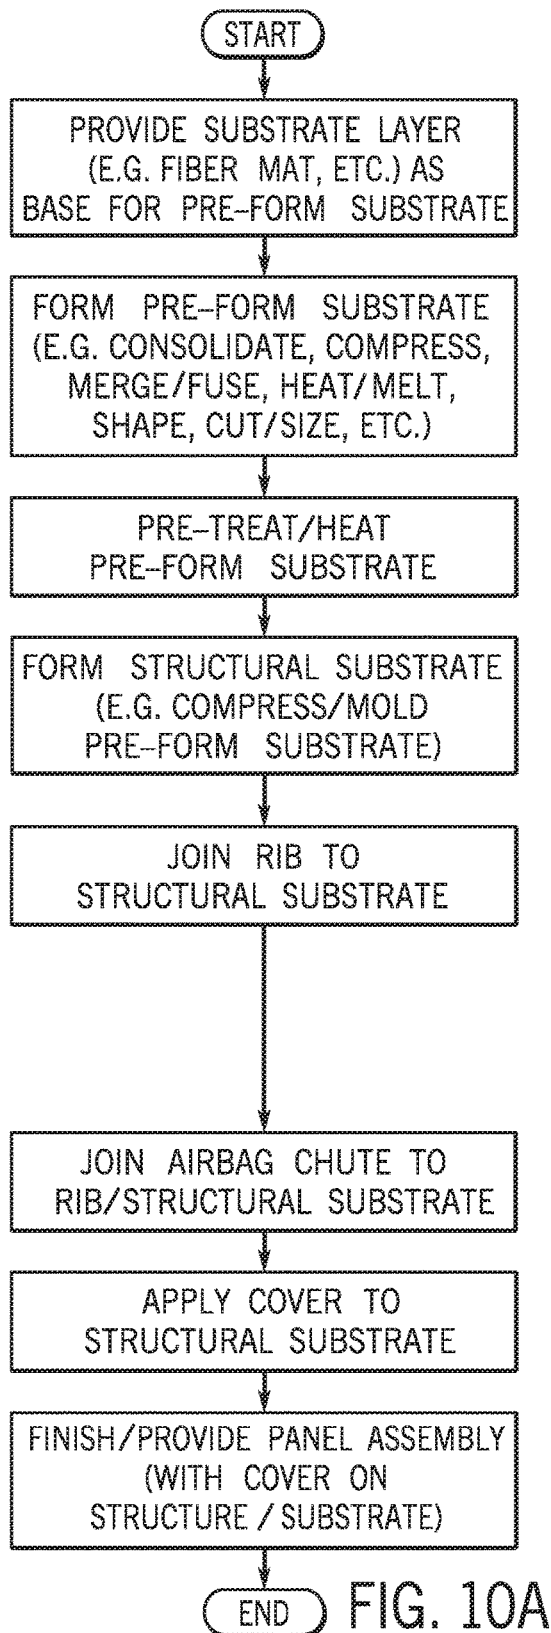 START
PROVIDE SUBSTRATE LAYER
(E.G. FIBER MAT, ETC.) AS
BASE FOR PRE-FORM SUBSTRATE
FORM PRE-FORM SUBSTRATE
(E.G. CONSOLIDATE, COMPRESS,
MERGE/FUSE, HEAT/MELT,
SHAPE, CUT/SIZE, ETC.)
PRE-TREAT/HEAT
PRE-FORM SUBSTRATE
FORM STRUCTURAL SUBSTRATE
(E.G. COMPRESS/MOLD
PRE-FORM SUBSTRATE)
JOIN RIB TO
STRUCTURAL SUBSTRATE
JOIN AIRBAG CHUTE TO
RIB/STRUCTURAL SUBSTRATE
APPLY COVER TO
STRUCTURAL SUBSTRATE
FINISH/PROVIDE PANEL ASSEMBLY
(WITH COVER ON
STRUCTURE / SUBSTRATE)
END
FIG. 10A